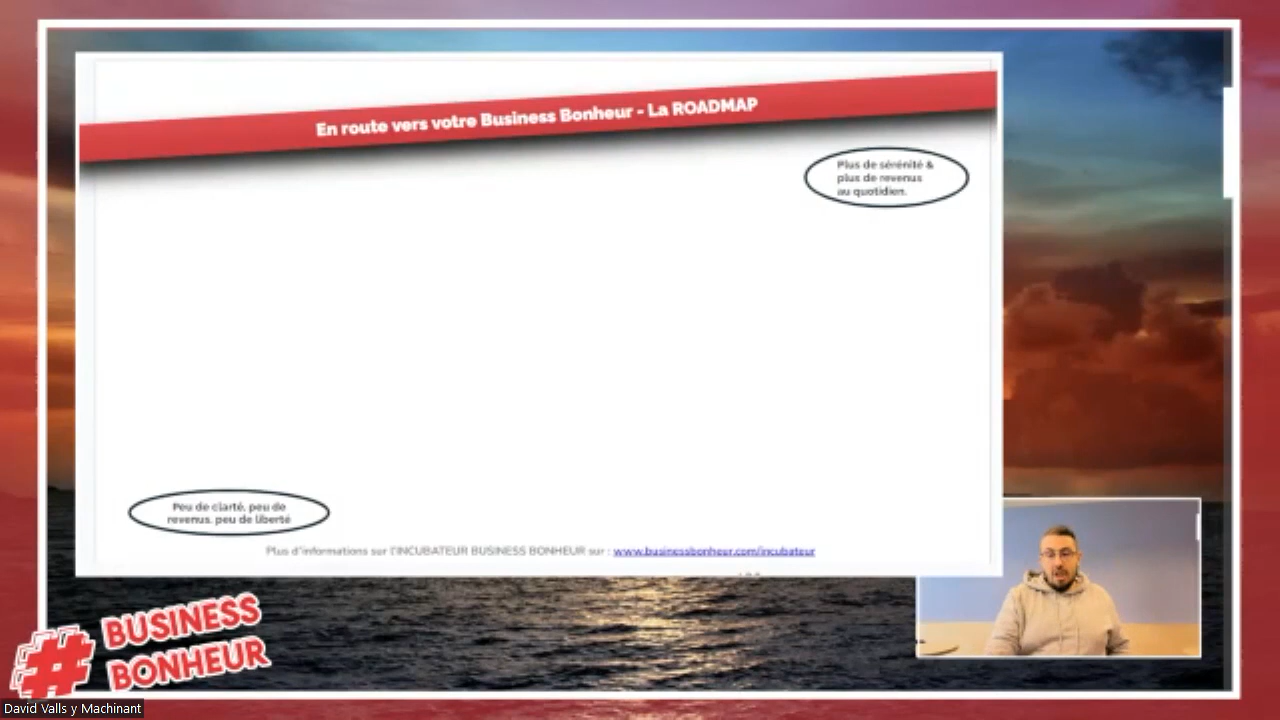 En route vers votre Business Bonheur - La ROADMAP
Plus de sérénité &
plus de revenus
au quotidien.
Peu de clarté, peu de
revenus, peu de liberté
Plus d'informations sur l'INCUBATEUR BUSINESS BONHEUR sur : www.businessbonheur.com/incubateur
# BUSINESS
BONHEUR
David Valls y Machinant